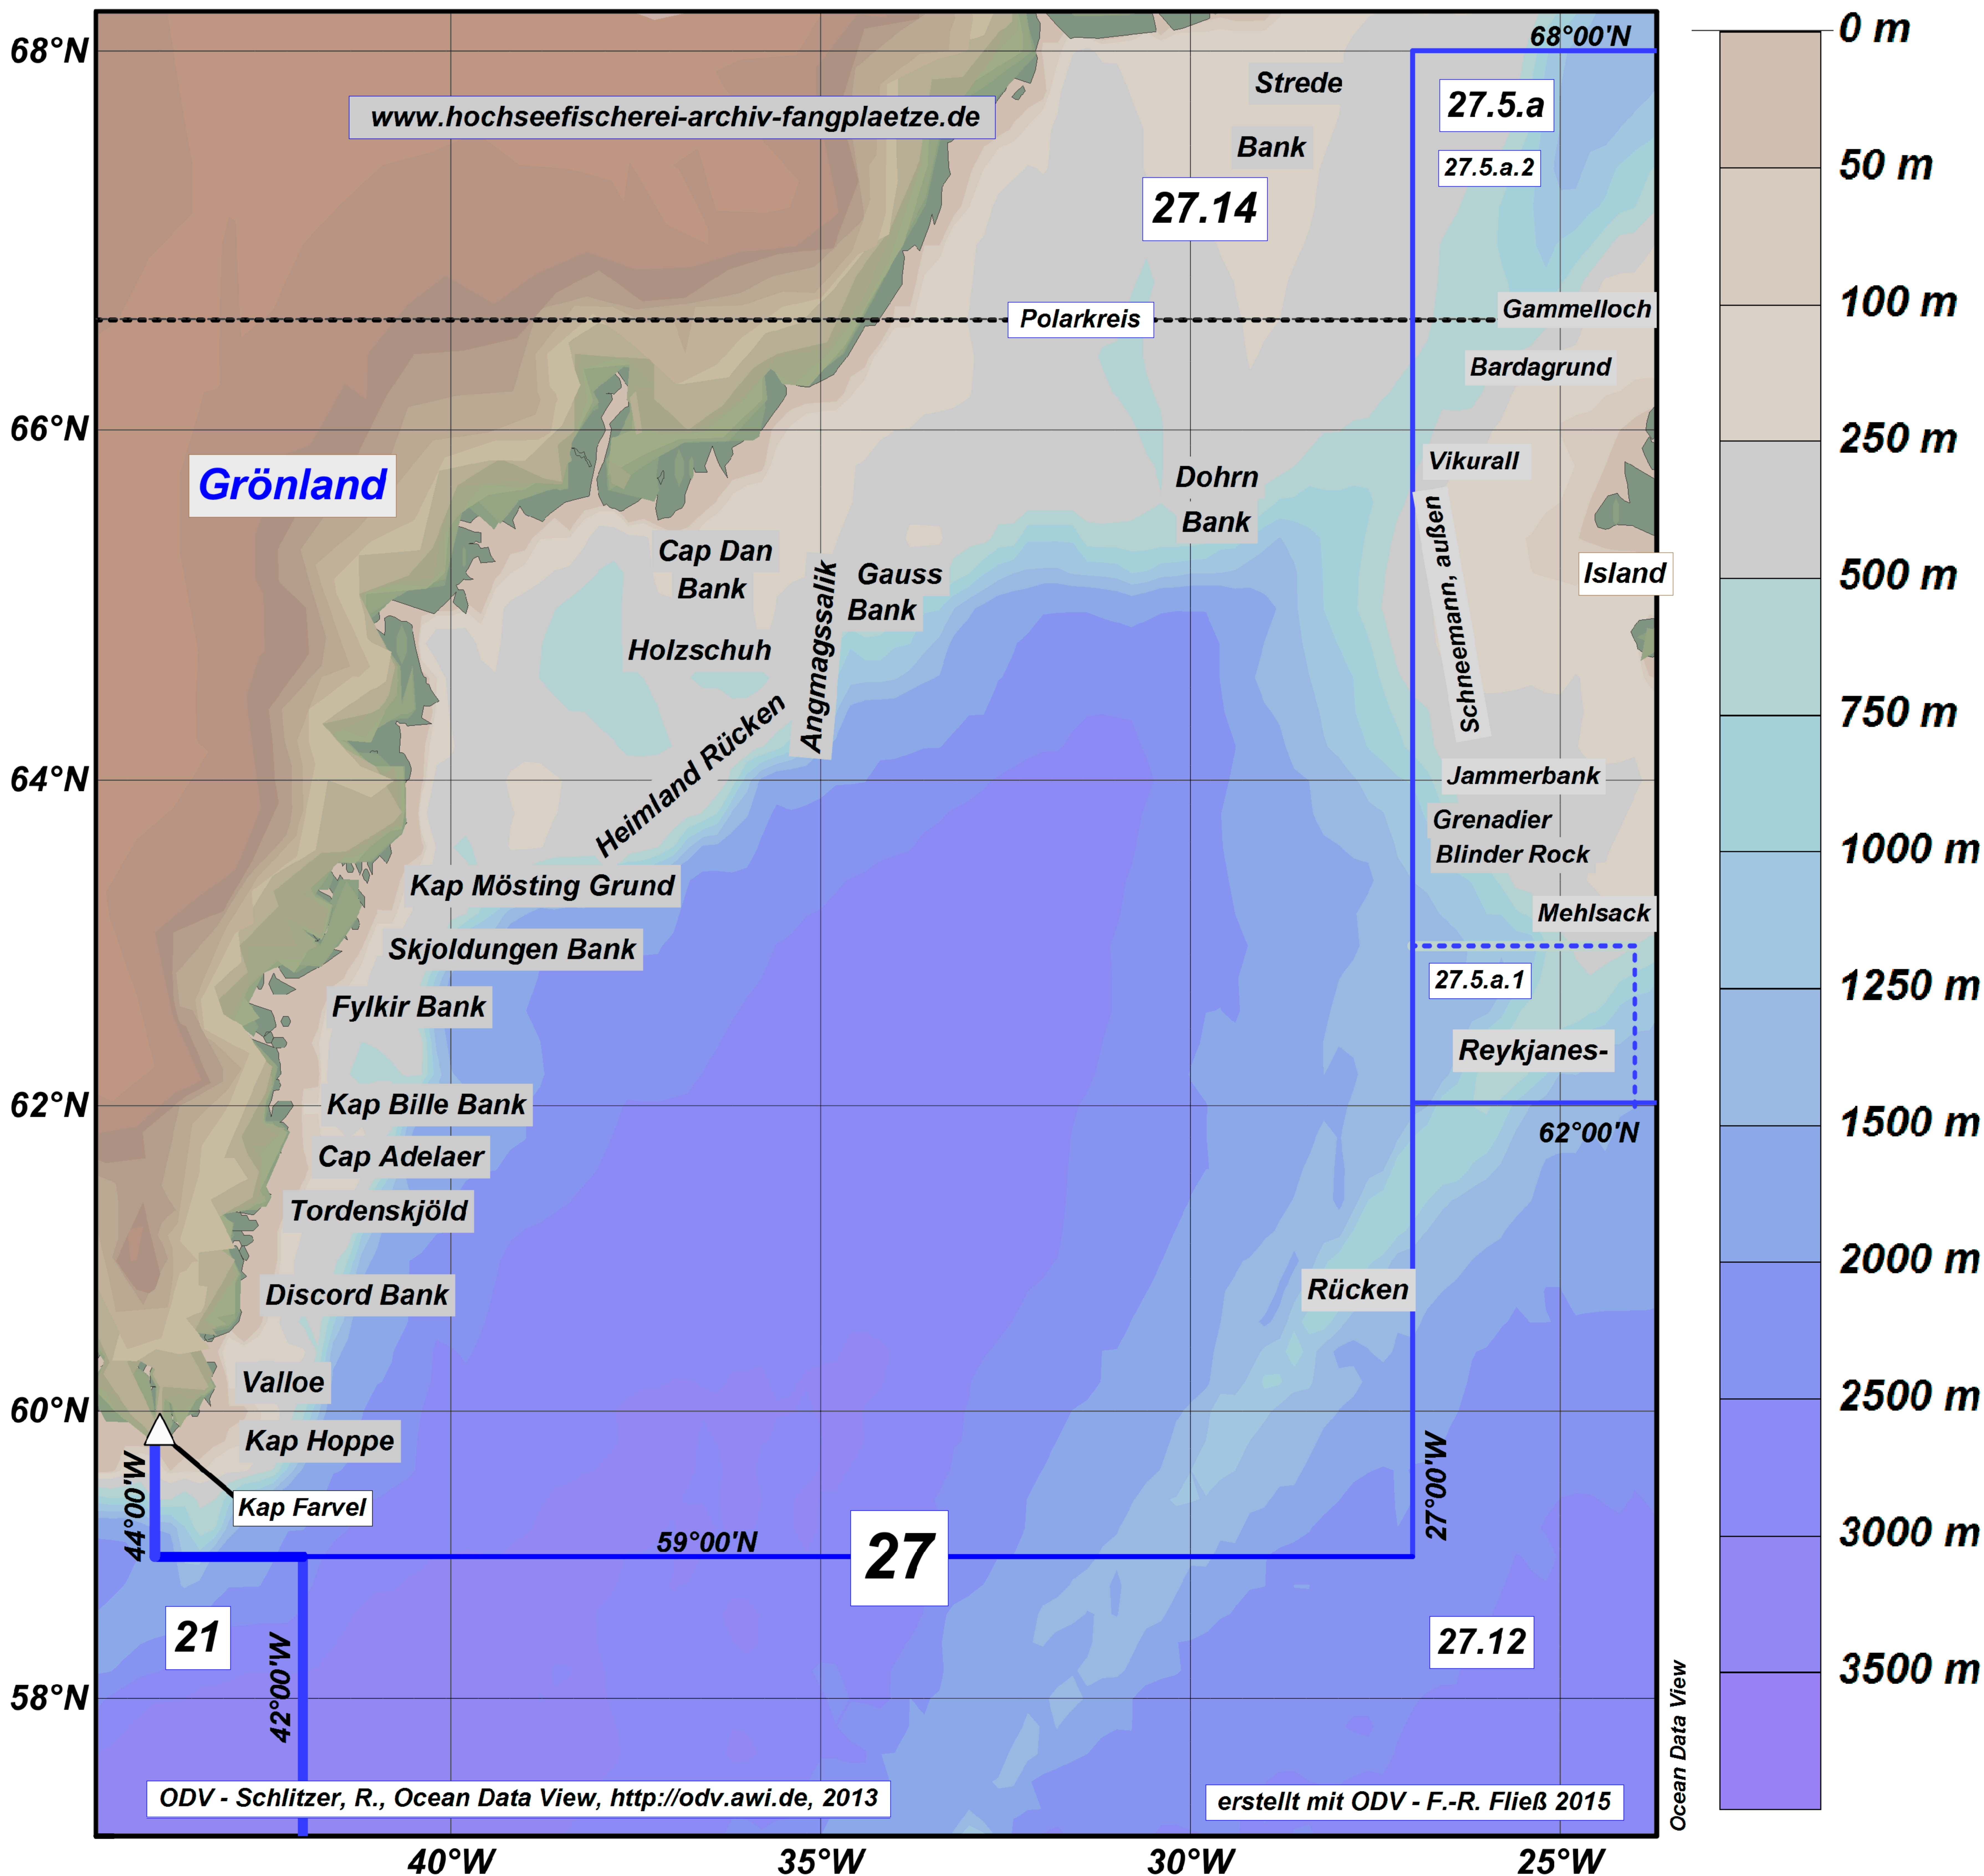 68°N
66°N
64°N
62°N
60°N
58°N
40°W
35°W
30°W
25°W
www.hochseefischerei-archiv-fangplaetze.de
68°00'N
Strede
Bank
27.5.a
27.5.a.2
27.14
Polarkreis
Gammelloch
Bardagrund
Grönland
Vikurall
Dohrn
Bank
Schneemann, außen
Cap Dan
Bank
Angmagssalik
Gauss
Bank
Island
Holzschuh
Heimland Rücken
Jammerbank
Grenadier
Blinder Rock
Kap Mösting Grund
Mehlsack
Skjoldungen Bank
27.5.a.1
Fylkir Bank
Reykjanes-
Kap Bille Bank
62°00'N
Cap Adelaer
Tordenskjöld
Discord Bank
Rücken
Valloe
Kap Hoppe
44°00'W
Kap Farvel
27°00'W
59°00'N
27
21
42°00'W
27.12
ODV - Schlitzer, R., Ocean Data View, http://odv.awi.de, 2013
erstellt mit ODV - F.-R. Fließ 2015
Ocean Data View
0 m
50 m
100 m
250 m
500 m
750 m
1000 m
1250 m
1500 m
2000 m
2500 m
3000 m
3500 m